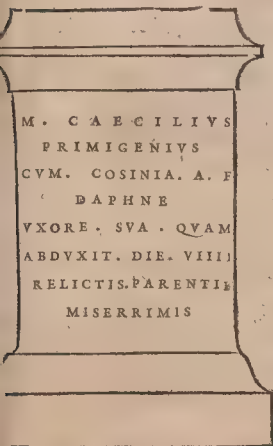 M. CAECILIVS
PRIMIGENIVS
CVM. COSINIA. A. F
DAPHNE
VXORE. SVA. QVAM
ABDVXIT. DIE. VIIII
RELICTIS. PARENTIB
MISERRIMIS